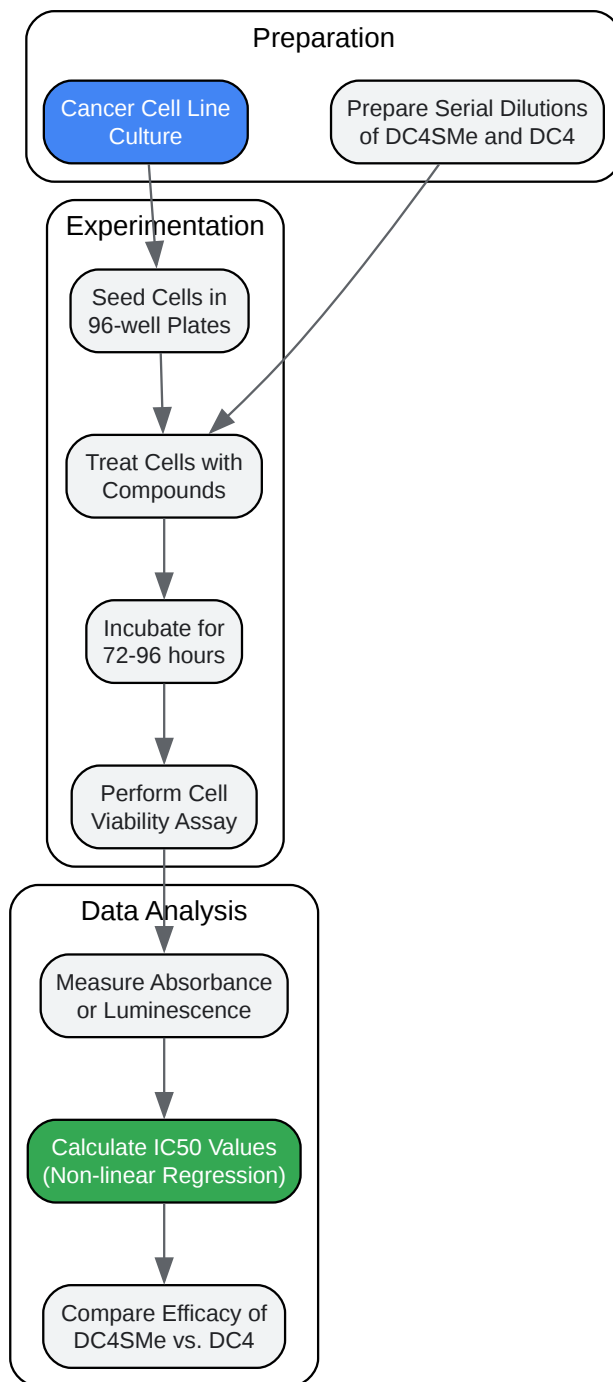 Preparation
Cancer Cell Line
Culture
Prepare Serial Dilutions
of DC4SMe and DC4
Experimentation
Seed Cells in
96-well Plates
Treat Cells with
Compounds
Incubate for
72-96 hours
Perform Cell
Viability Assay
Data Analysis
Measure Absorbance
or Luminescence
Calculate IC50 Values
(Non-linear Regression)
Compare Efficacy of
DC4SMe vs. DC4